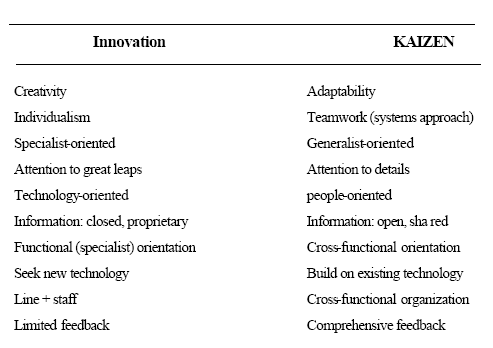 Innovation KAIZEN
Creativity Adaptability
Individualism Teamwork (systems approach)
Specialist-oriented Generalist-oriented
Attention to great leaps Attention to details
Technology-oriented people-oriented
Information: closed, proprietary Information: open, sha red
Functional (specialist) orientation Cross-functional orientation
Seek new technology Build on existing technology
Line + staff Cross-functional organization
Limited feedback Comprehensive feedback